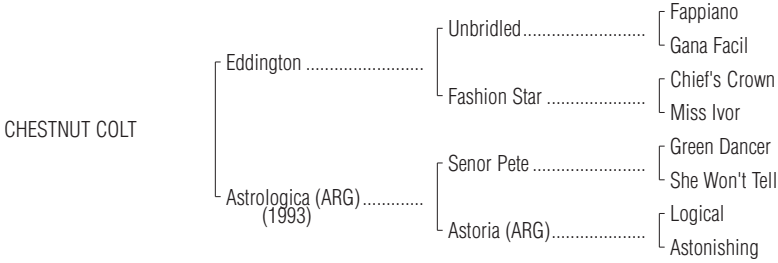 Fappiano
Unbridled..............................
Gana Facil
Eddington ........................
Chief's Crown
Fashion Star ........................
Miss Ivor
CHESTNUT COLT
Green Dancer
Senor Pete ...........................
She Won't Tell
Astrologica (ARG).............
(1993)
Logical
Astoria (ARG).....................
Astonishing